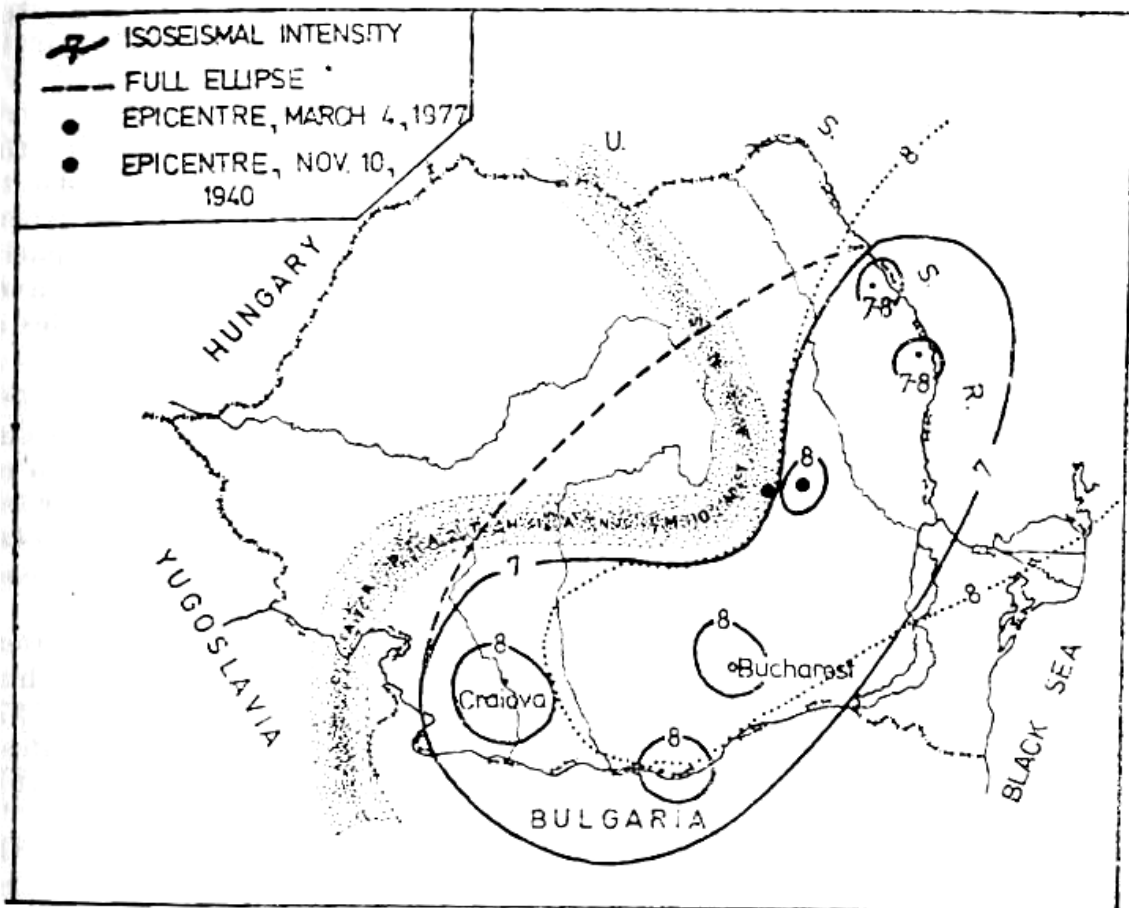 7
ISOSEISMAL INTENSITY
FULL ELLIPSE
EPICENTRE, MARCH 4, 1977
EPICENTRE, NOV. 10,
1940
U.
S.
S.
R.
8
HUNGARY
7-8
7-8
7
8
8
YUGOSLAVIA
7
8
Craiova
8
Bucharest
8
BULGARIA
BLACK SEA